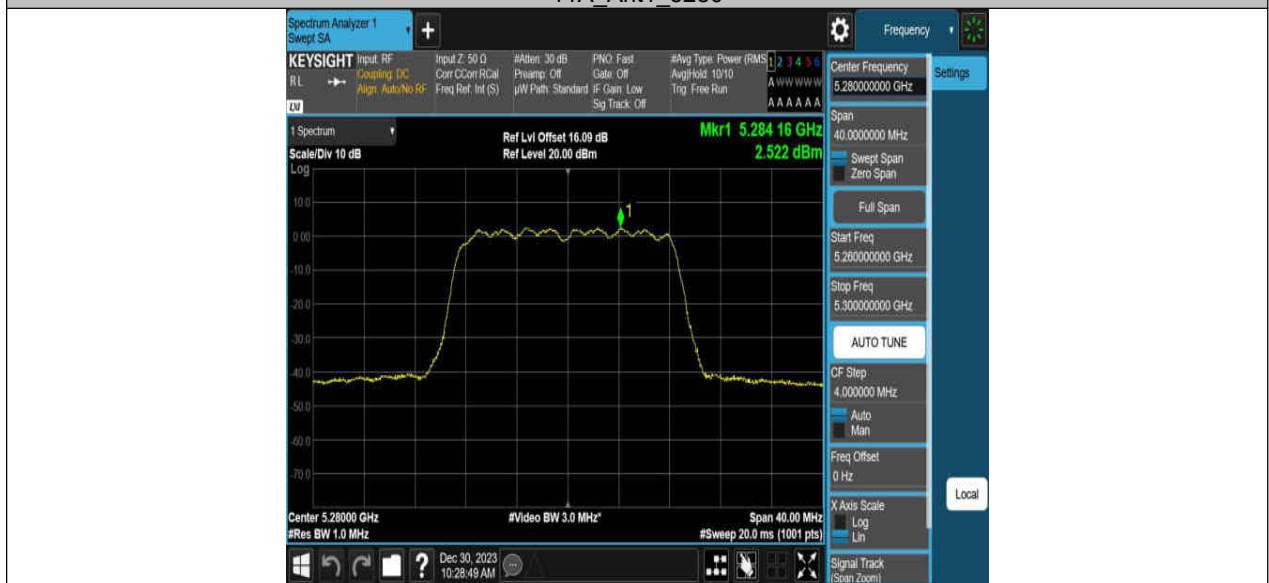 Spectrum Analyzer 1
Swept SA
+
Frequency
KEYSIGHT
RL
LXI
Input: RF
Coupling: DC
Align: Auto/No RF
Input Z: 50 Ω
Corr CCorr RCal
Freq Ref: Int (S)
#Atten: 30 dB
Preamp: Off
µW Path: Standard
PNO: Fast
Gate: Off
IF Gain: Low
Sig Track: Off
#Avg Type: Power (RMS
Avg|Hold: 10/10
Trig: Free Run
1 2 3 4 5 6
A W W W W W
A A A A A A
1 Spectrum
Scale/Div 10 dB
Log
Ref Lvl Offset 16.09 dB
Ref Level 20.00 dBm
Mkr1 5.284 16 GHz
2.522 dBm
1
10.0
0.00
-10.0
-20.0
-30.0
-40.0
-50.0
-60.0
-70.0
Center 5.28000 GHz
#Res BW 1.0 MHz
#Video BW 3.0 MHz*
Span 40.00 MHz
#Sweep 20.0 ms (1001 pts)
Dec 30, 2023
10:28:49 AM
?
Center Frequency
5.280000000 GHz
Settings
Span
40.0000000 MHz
Swept Span
Zero Span
Full Span
Start Freq
5.260000000 GHz
Stop Freq
5.300000000 GHz
AUTO TUNE
CF Step
4.000000 MHz
Auto
Man
Freq Offset
0 Hz
X Axis Scale
Log
Lin
Local
Signal Track
(Span Zoom)